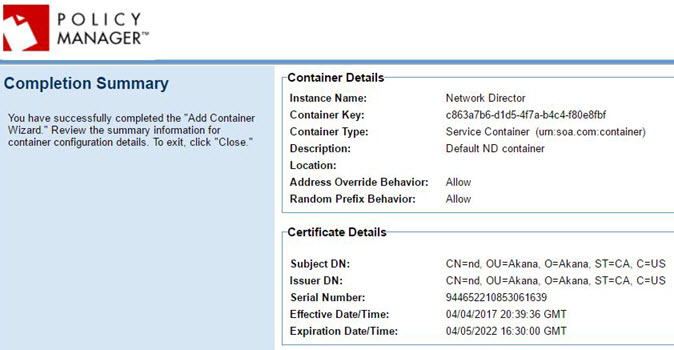 POLICY
MANAGER™
Completion Summary
You have successfully completed the "Add Container
Wizard." Review the summary information for
container configuration details. To exit, click "Close."
Container Details
Instance Name: Network Director
Container Key: c863a7b6-d1d5-4f7a-b4c4-f80e8fbf
Container Type: Service Container (urn:soa.com:container)
Description: Default ND container
Location:
Address Override Behavior: Allow
Random Prefix Behavior: Allow
Certificate Details
Subject DN: CN=nd, OU=Akana, O=Akana, ST=CA, C=US
Issuer DN: CN=nd, OU=Akana, O=Akana, ST=CA, C=US
Serial Number: 944652210853061639
Effective Date/Time: 04/04/2017 20:39:36 GMT
Expiration Date/Time: 04/05/2022 16:30:00 GMT